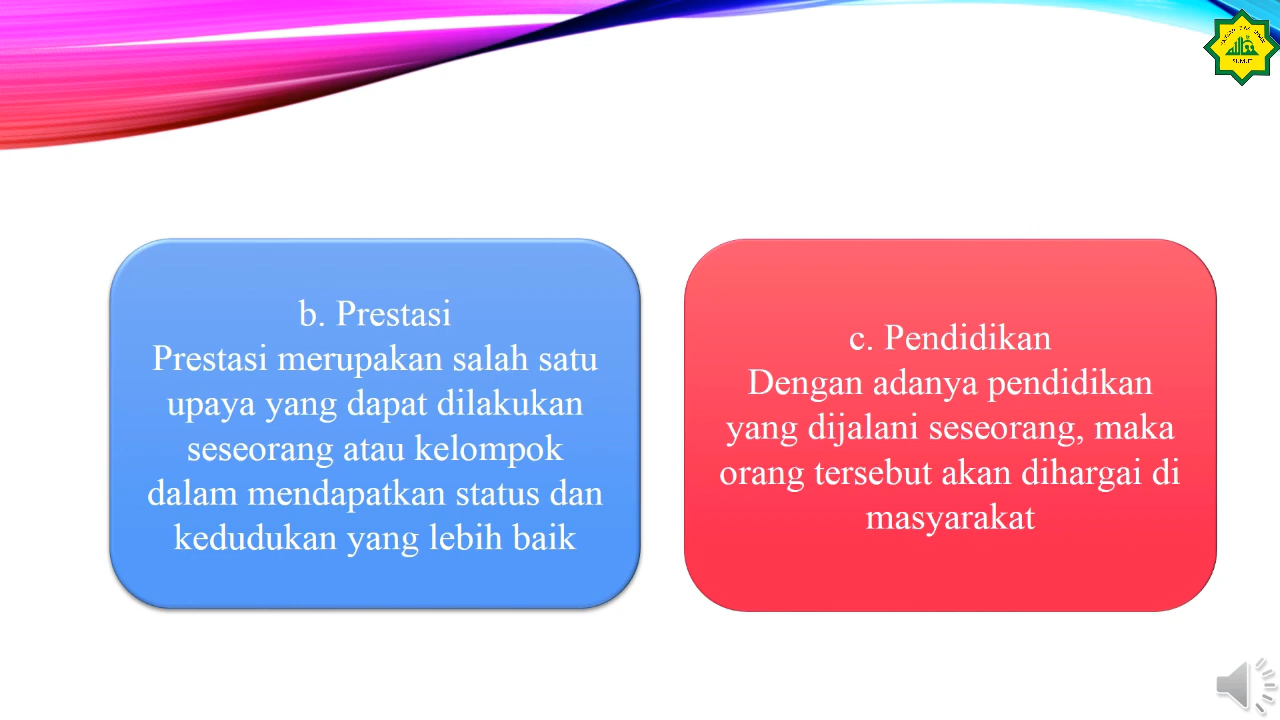 b. Prestasi
Prestasi merupakan salah satu
upaya yang dapat dilakukan
seseorang atau kelompok
dalam mendapatkan status dan
kedudukan yang lebih baik
c. Pendidikan
Dengan adanya pendidikan
yang dijalani seseorang, maka
orang tersebut akan dihargai di
masyarakat